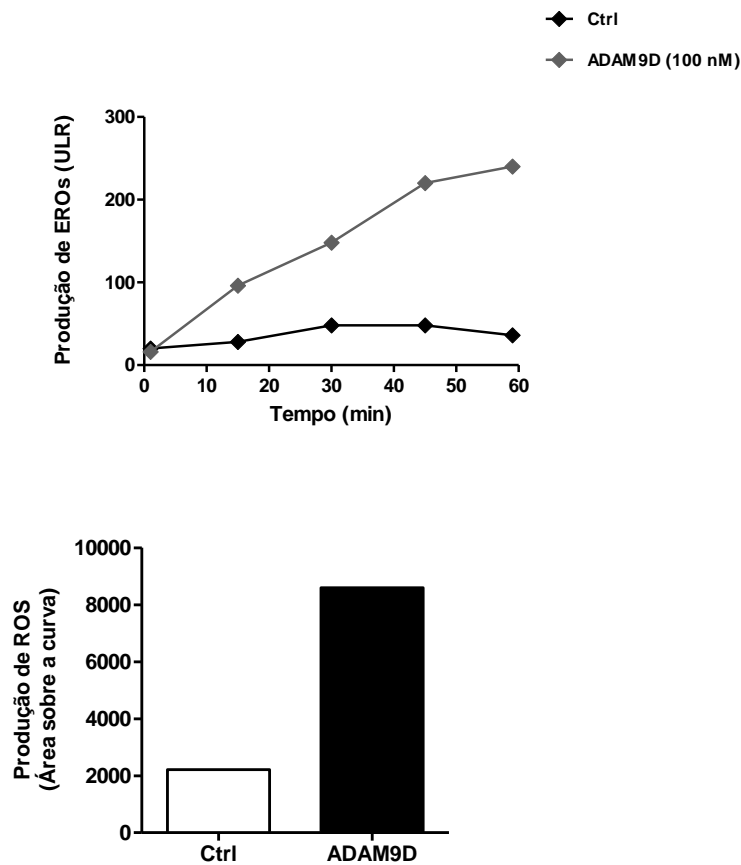 Ctrl
ADAM9D (100 nM)
Produção de EROs (ULR)
300
200
100
0
0 10 20 30 40 50 60
Tempo (min)
Produção de ROS
(Área sobre a curva)
10000
8000
6000
4000
2000
0
Ctrl ADAM9D